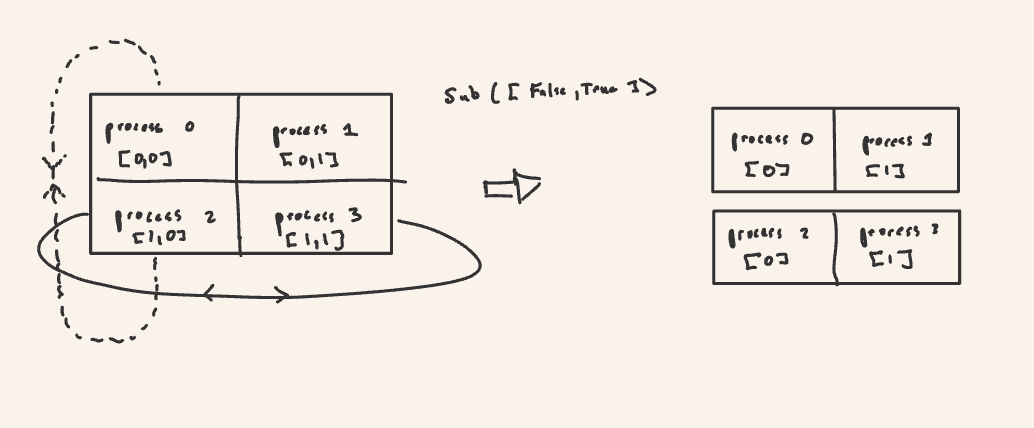 Sub ([False, True])
process 0
[0,0]
process 1
[0,1]
process 2
[1,0]
process 3
[1,1]
process 0
[0]
process 1
[1]
process 2
[0]
process 3
[1]